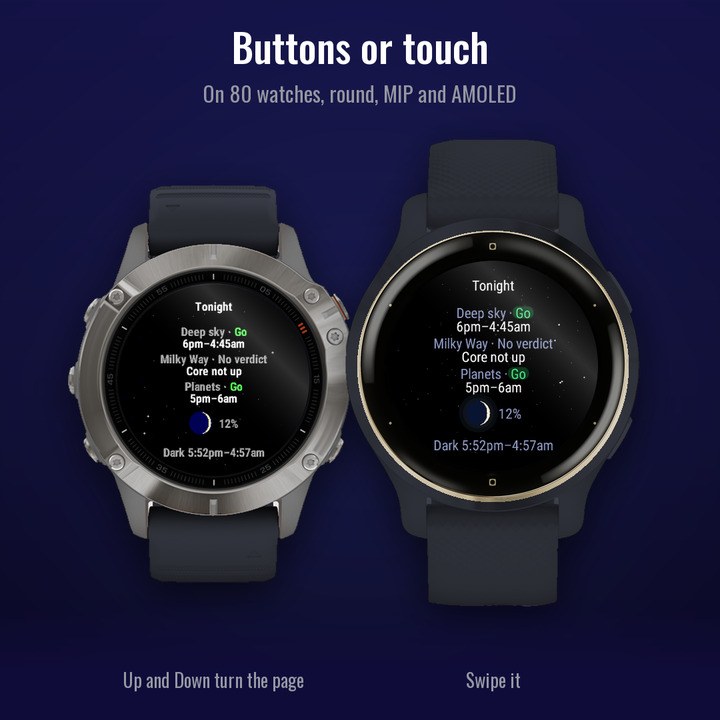 Buttons or touch
On 80 watches, round, MIP and AMOLED
Tonight
Deep sky · Go
6pm–4:45am
Milky Way · No verdict
Core not up
Planets · Go
5pm–6am
12%
Dark 5:52pm–4:57am
Tonight
Deep sky · Go
6pm–4:45am
Milky Way · No verdict
Core not up
Planets · Go
5pm–6am
12%
Dark 5:52pm–4:57am
Up and Down turn the page
Swipe it